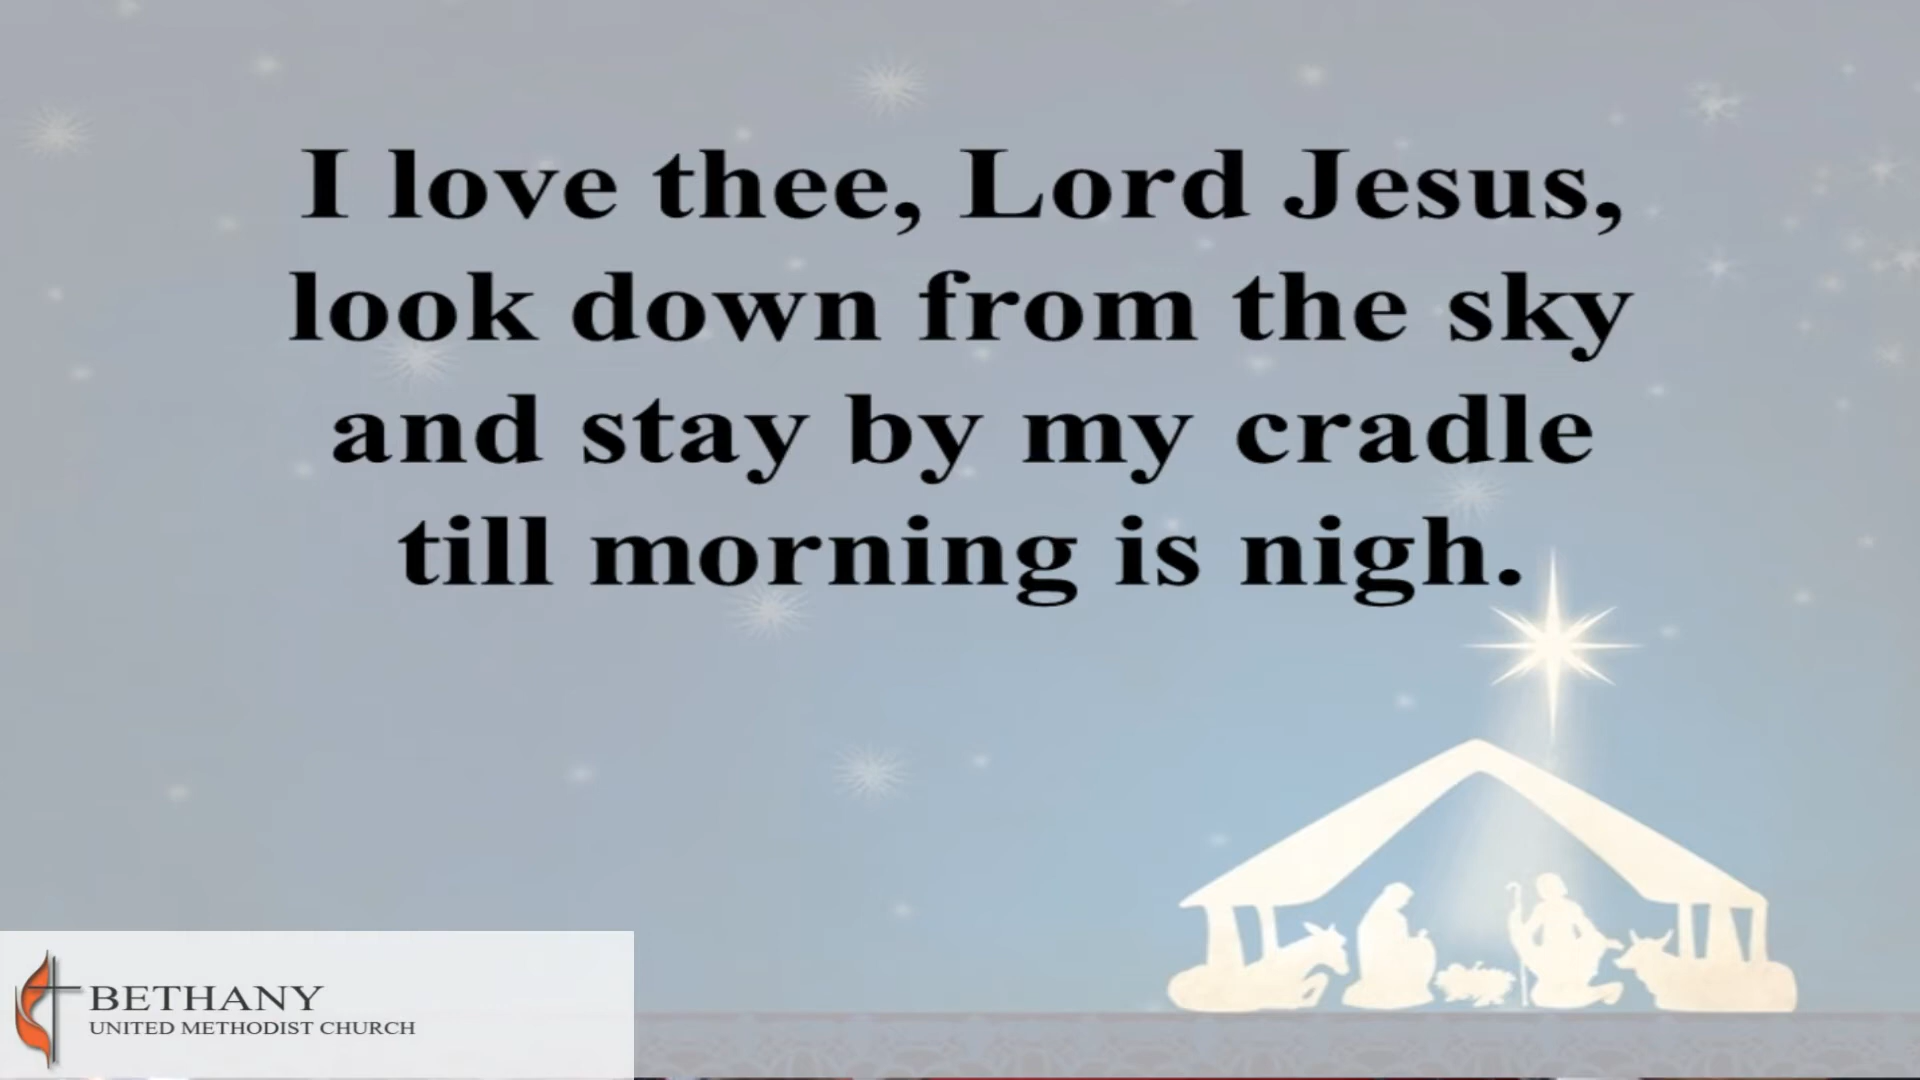 I love thee, Lord Jesus,
look down from the sky
and stay by my cradle
till morning is nigh.
BETHANY
UNITED METHODIST CHURCH